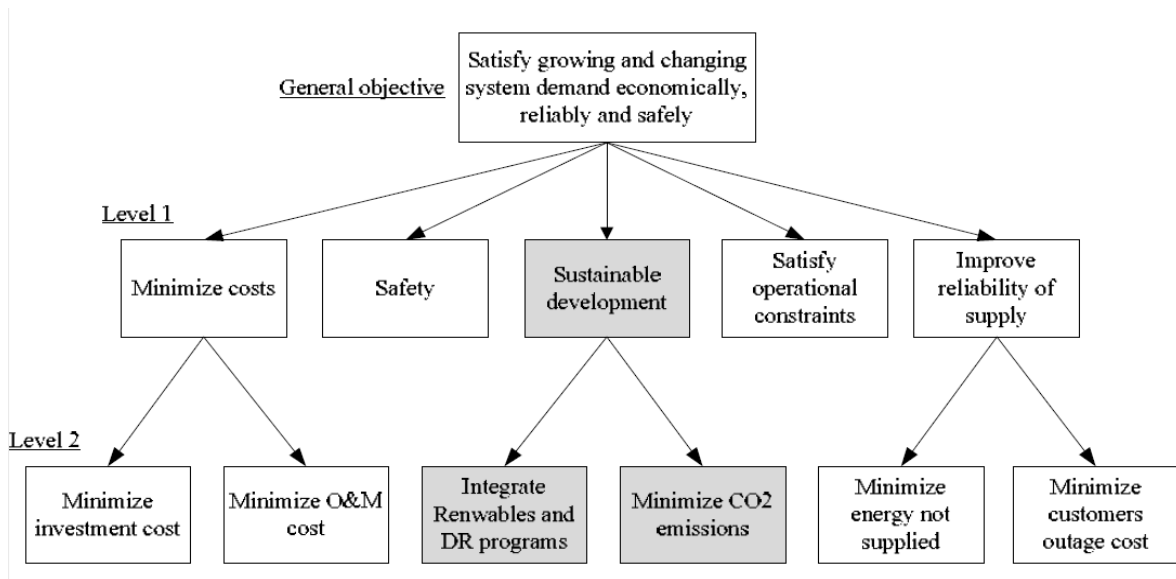 Satisfy growing and changing
system demand economically,
reliably and safely
General objective
Level 1
Minimize costs
Safety
Sustainable
development
Satisfy
operational
constraints
Improve
reliability of
supply
Level 2
Minimize
investment cost
Minimize O&M
cost
Integrate
Renwables and
DR programs
Minimize CO2
emissions
Minimize
energy not
supplied
Minimize
customers
outage cost